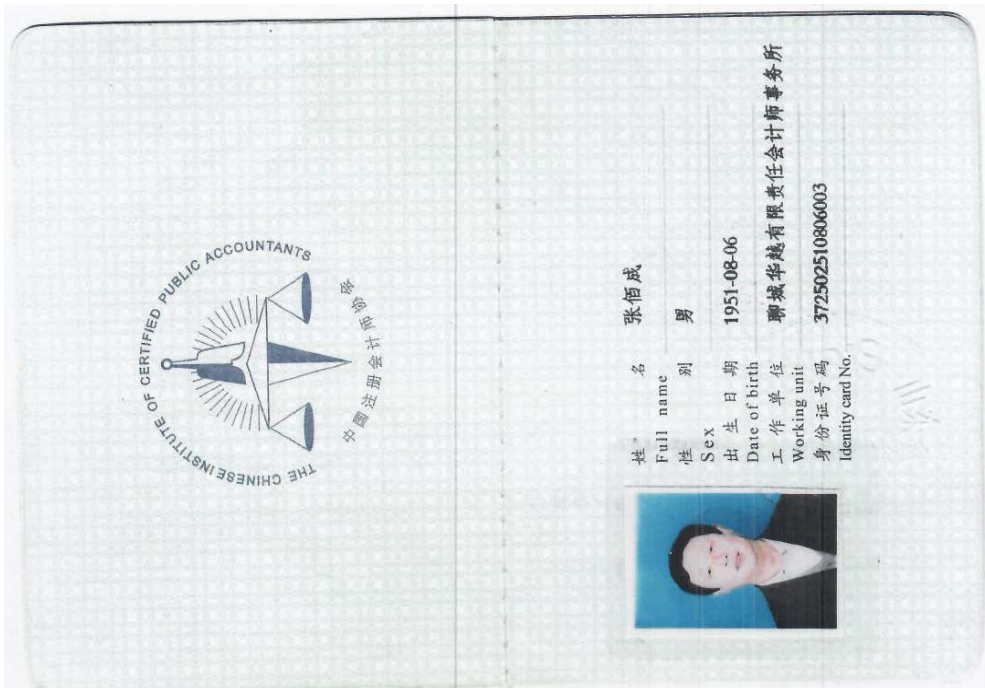 THE CHINESE INSTITUTE OF CERTIFIED PUBLIC ACCOUNTANTS
中国注册会计师协会
姓 名 张佰成
Full name
性 别 男
Sex
出 生 日 期 1951-08-06
Date of birth
工 作 单 位 聊城华越有限责任会计师事务所
Working unit
身 份 证 号 码 372502510806003
Identity card No.